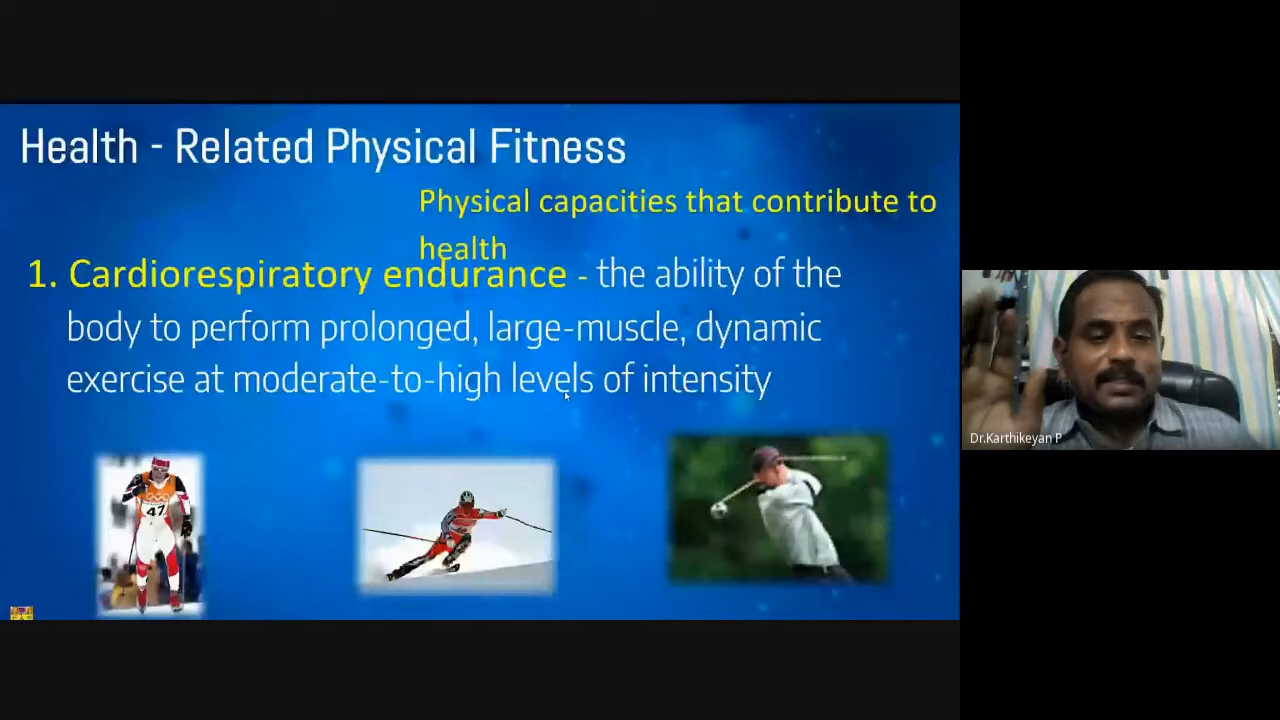 Health - Related Physical Fitness
Physical capacities that contribute to
health
1. Cardiorespiratory endurance - the ability of the
body to perform prolonged, large-muscle, dynamic
exercise at moderate-to-high levels of intensity
47
Dr.Karthikeyan P